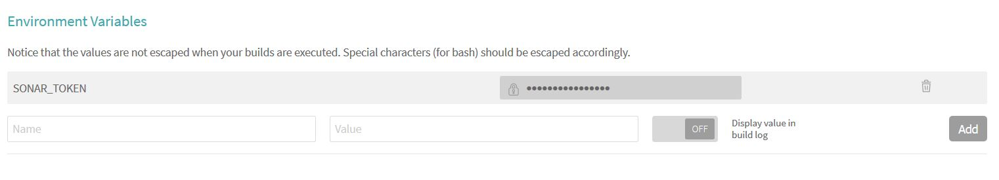 Environment Variables
Notice that the values are not escaped when your builds are executed. Special characters (for bash) should be escaped accordingly.
SONAR_TOKEN ••••••••••••••••
Name Value OFF Display value in
build log Add